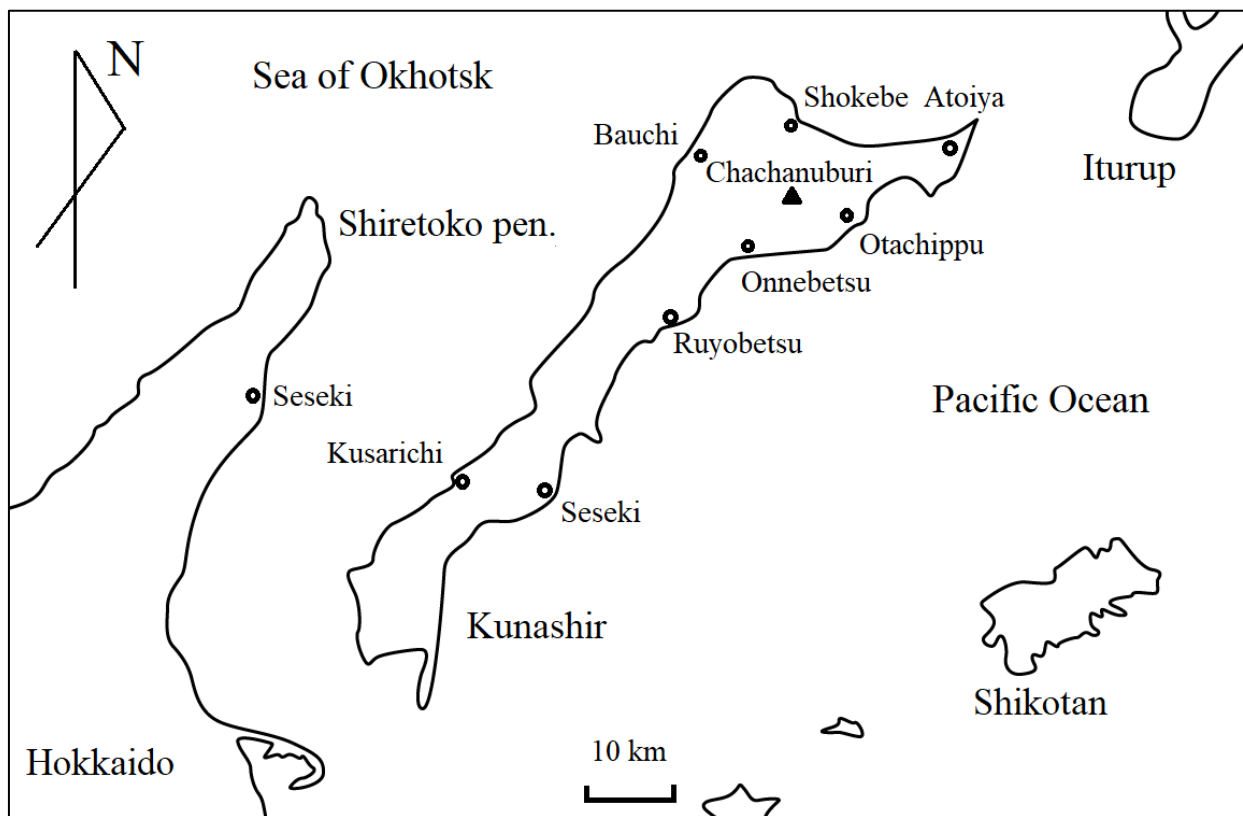 N
Sea of Okhotsk
Shokebe Atoiya
Bauchi
Chachanuburi
Iturup
Shiretoko pen.
Otachippu
Onnebetsu
Ruyobetsu
Seseki
Pacific Ocean
Kusarichi
Seseki
Kunashir
Shikotan
Hokkaido
10 km